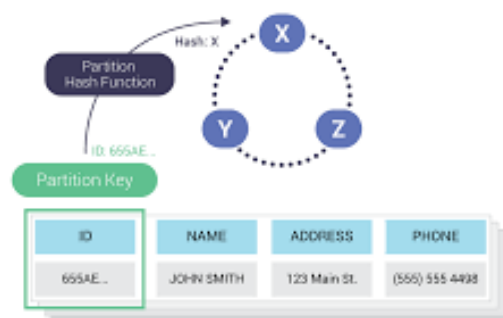 X
Hash: X
Partition
Hash Function
Y
Z
ID: 655AE...
Partition Key
ID NAME ADDRESS PHONE
655AE... JOHN SMITH 123 Main St. (555) 555 4498